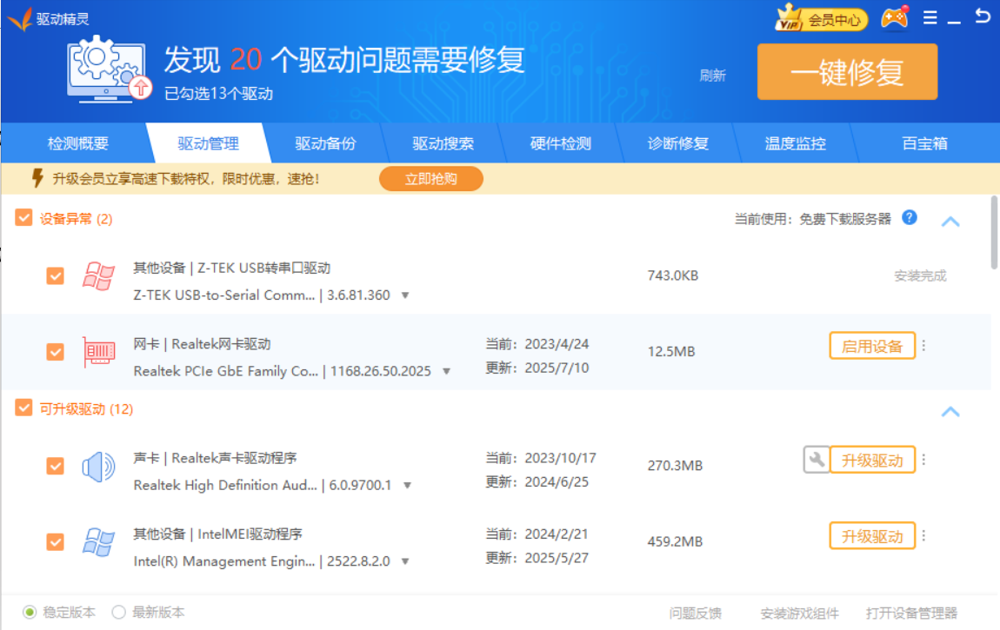 驱动精灵
VIP 会员中心
发现 20 个驱动问题需要修复
已勾选13个驱动
刷新
一键修复
检测概要 驱动管理 驱动备份 驱动搜索 硬件检测 诊断修复 温度监控 百宝箱
升级会员立享高速下载特权，限时优惠，速抢！ 立即抢购
设备异常 (2) 当前使用：免费下载服务器 ?
其他设备 | Z-TEK USB转串口驱动
Z-TEK USB-to-Serial Comm... | 3.6.81.360
743.0KB
安装完成
网卡 | Realtek网卡驱动
Realtek PCIe GbE Family Co... | 1168.26.50.2025
当前：2023/4/24
更新：2025/7/10
12.5MB
启用设备
可升级驱动 (12)
声卡 | Realtek声卡驱动程序
Realtek High Definition Aud... | 6.0.9700.1
当前：2023/10/17
更新：2024/6/25
270.3MB
升级驱动
其他设备 | IntelMEI驱动程序
Intel(R) Management Engin... | 2522.8.2.0
当前：2024/2/21
更新：2025/5/27
459.2MB
升级驱动
稳定版本 最新版本 问题反馈 安装游戏组件 打开设备管理器